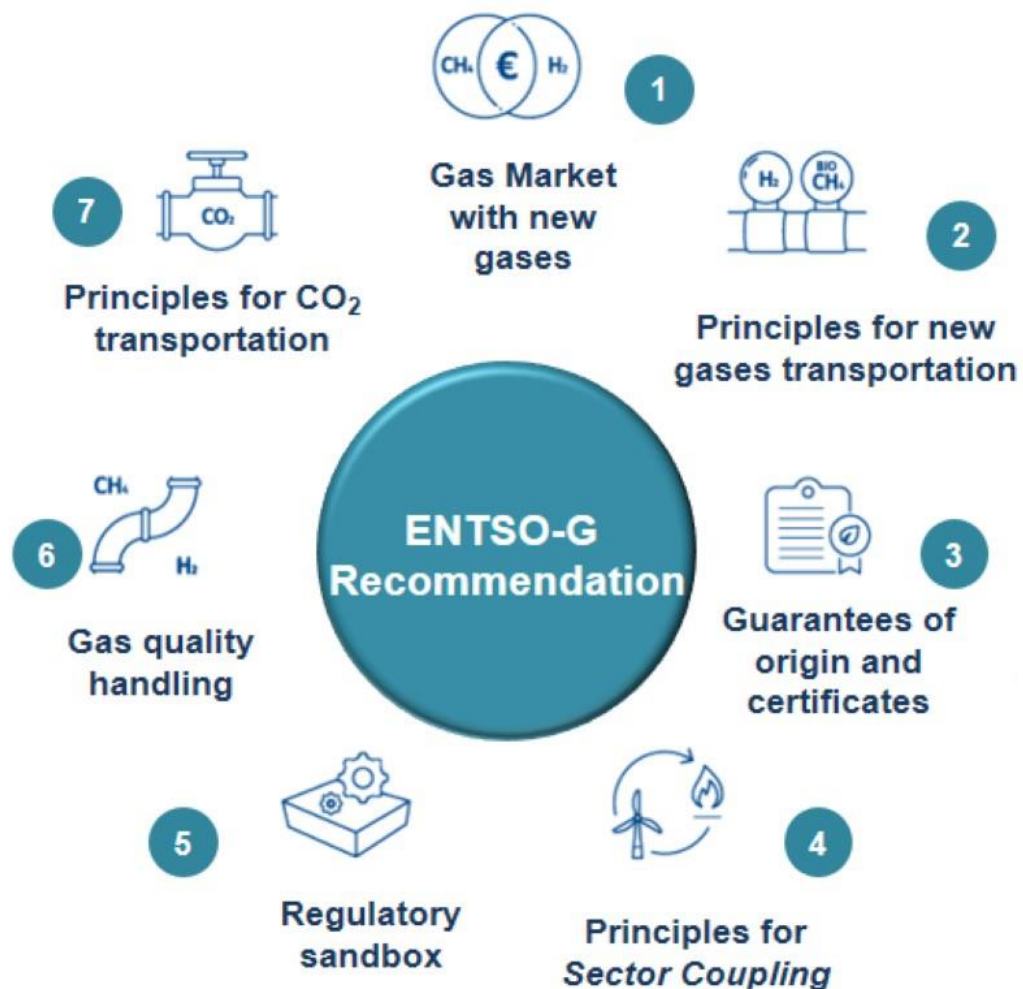 CH₄ € H₂
1
Gas Market
with new
gases
H₂
BIO
CH₄
2
Principles for new
gases transportation
3
Guarantees of
origin and
certificates
4
Principles for
Sector Coupling
5
Regulatory
sandbox
CH₄
H₂
6
Gas quality
handling
7
CO₂
Principles for CO₂
transportation
ENTSO-G
Recommendation